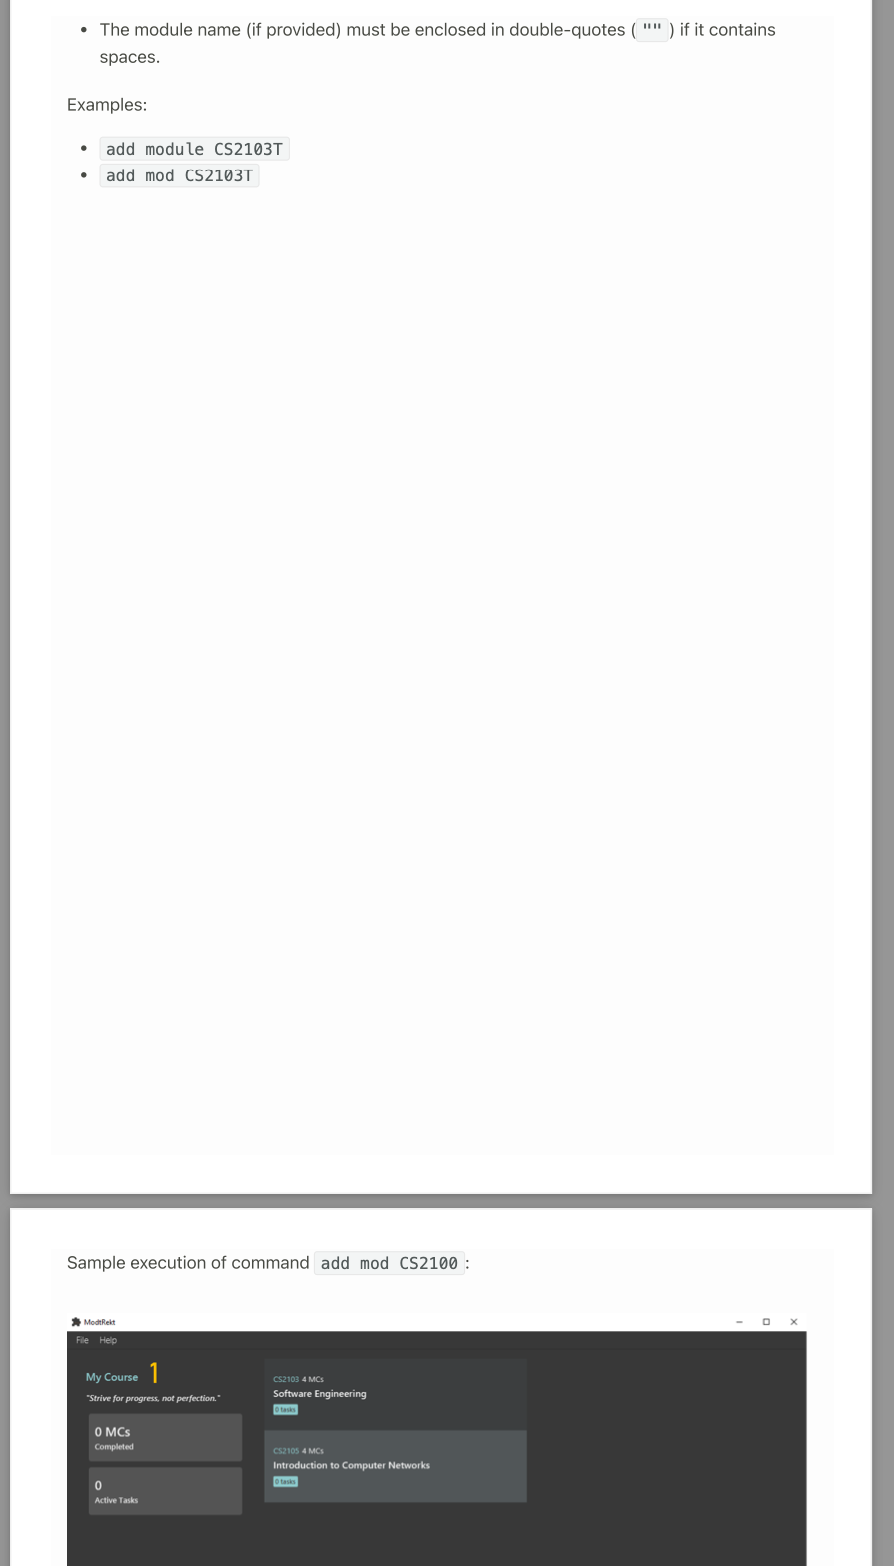 The module name (if provided) must be enclosed in double-quotes ( "" ) if it contains
spaces.
Examples:
add module CS2103T
add mod CS2103T
Sample execution of command add mod CS2100 :
ModtRekt
File Help
My Course 1
"Strive for progress, not perfection."
0 MCs
Completed
0
Active Tasks
CS2103 4 MCs
Software Engineering
0 tasks
CS2105 4 MCs
Introduction to Computer Networks
0 tasks